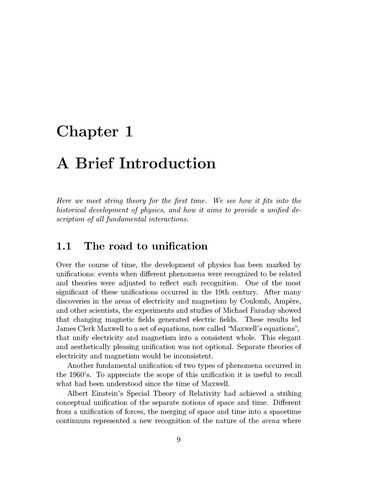 Chapter 1
A Brief Introduction
Here we meet string theory for the first time. We see how it fits into the
historical development of physics, and how it aims to provide a unified de-
scription of all fundamental interactions.
1.1 The road to unification
Over the course of time, the development of physics has been marked by
unifications: events when different phenomena were recognized to be related
and theories were adjusted to reflect such recognition. One of the most
significant of these unifications occurred in the 19th century. After many
discoveries in the areas of electricity and magnetism by Coulomb, Ampère,
and other scientists, the experiments and studies of Michael Faraday showed
that changing magnetic fields generated electric fields. These results led
James Clerk Maxwell to a set of equations, now called “Maxwell's equations”,
that unify electricity and magnetism into a consistent whole. This elegant
and aesthetically pleasing unification was not optional. Separate theories of
electricity and magnetism would be inconsistent.
Another fundamental unification of two types of phenomena occurred in
the 1960's. To appreciate the scope of this unification it is useful to recall
what had been understood since the time of Maxwell.
Albert Einstein's Special Theory of Relativity had achieved a striking
conceptual unification of the separate notions of space and time. Different
from a unification of forces, the merging of space and time into a spacetime
continuum represented a new recognition of the nature of the arena where
9